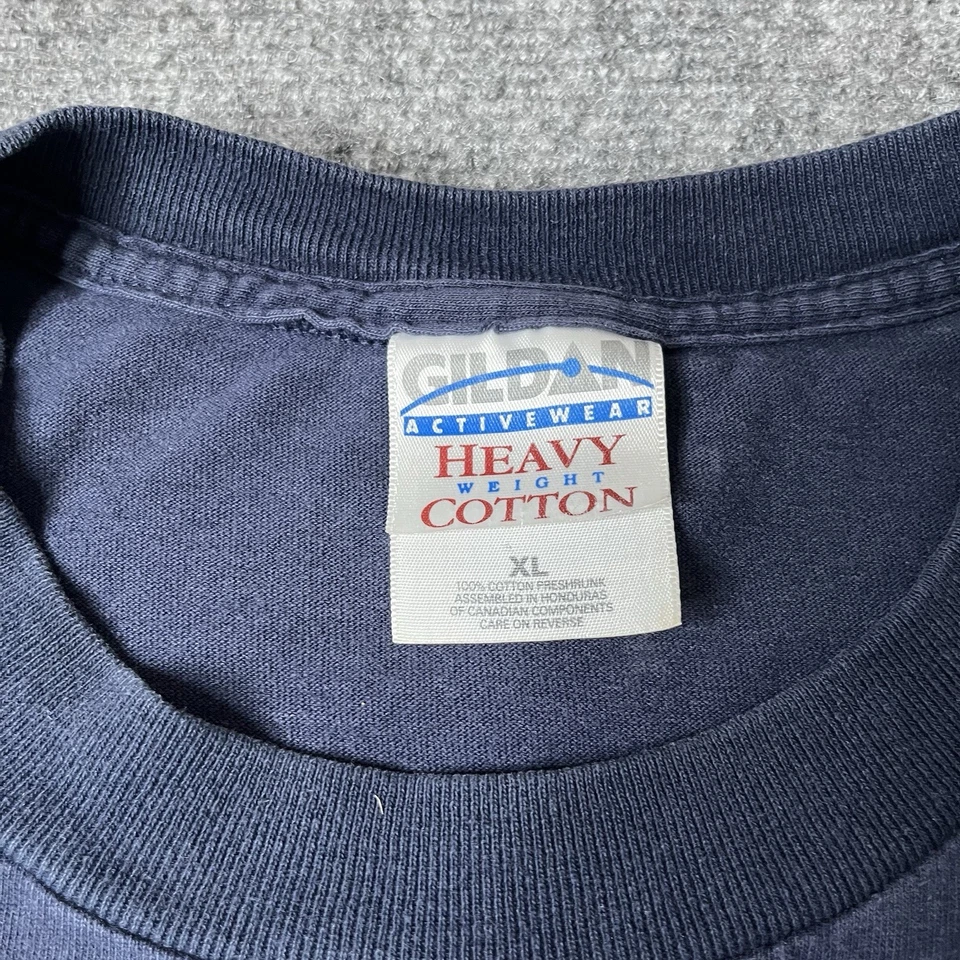 GILDAN
ACTIVEWEAR
HEAVY
WEIGHT
COTTON
XL
100% COTTON PRESHRUNK
ASSEMBLED IN HONDURAS
OF CANADIAN COMPONENTS
CARE ON REVERSE